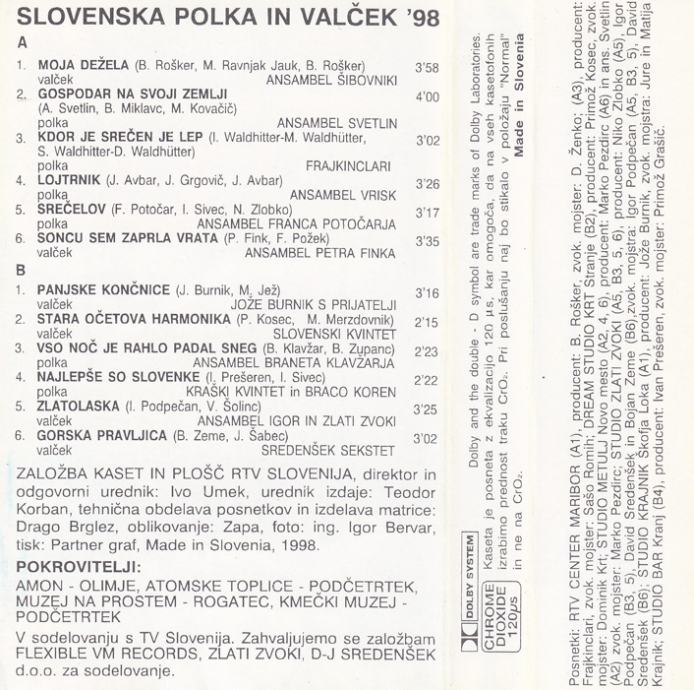 SLOVENSKA POLKA IN VALČEK '98
A
1. MOJA DEŽELA (B. Rošker, M. Ravnjak Jauk, B. Rošker) 3'58
valček ANSAMBEL ŠIBOVNIKI
2. GOSPODAR NA SVOJI ZEMLJI 4'00
(A. Svetlin, B. Miklavc, M. Kovačič)
polka ANSAMBEL SVETLIN
3. KDOR JE SREČEN JE LEP (I. Waldhitter-M. Waldhütter, 3'02
S. Waldhitter-D. Waldhütter)
polka FRAJKINCLARI
4. LOJTRNIK (J. Avbar, J. Grgovič, J. Avbar) 3'26
polka ANSAMBEL VRISK
5. SREČELOV (F. Potočar, I. Sivec, N. Zlobko) 3'17
polka ANSAMBEL FRANCA POTOČARJA
6. SONCU SEM ZAPRLA VRATA (P. Fink, F. Požek) 3'35
valček ANSAMBEL PETRA FINKA
B
1. PANJSKE KONČNICE (J. Burnik, M. Jež) 3'16
valček JOŽE BURNIK S PRIJATELJI
2. STARA OČETOVA HARMONIKA (P. Kosec, M. Merzdovnik) 2'15
valček SLOVENSKI KVINTET
3. VSO NOČ JE RAHLO PADAL SNEG (B. Klavžar, B. Zupanc) 2'23
polka ANSAMBEL BRANETA KLAVŽARJA
4. NAJLEPŠE SO SLOVENKE (I. Prešeren, I. Sivec) 2'22
polka KRAŠKI KVINTET in BRACO KOREN
5. ZLATOLASKA (I. Podpečan, V. Šolinc) 3'25
valček ANSAMBEL IGOR IN ZLATI ZVOKI
6. GORSKA PRAVLJICA (B. Zeme, J. Šabec) 3'02
valček SREDENŠEK SEKSTET
ZALOŽBA KASET IN PLOŠČ RTV SLOVENIJA, direktor in
odgovorni urednik: Ivo Umek, urednik izdaje: Teodor
Korban, tehnična obdelava posnetkov in izdelava matrice:
Drago Brglez, oblikovanje: Zapa, foto: ing. Igor Bervar,
tisk: Partner graf, Made in Slovenia, 1998.
POKROVITELJI:
AMON - OLIMJE, ATOMSKE TOPLICE - PODČETRTEK,
MUZEJ NA PROSTEM - ROGATEC, KMEČKI MUZEJ -
PODČETRTEK
V sodelovanju s TV Slovenija. Zahvaljujemo se založbam
FLEXIBLE VM RECORDS, ZLATI ZVOKI, D-J SREDENŠEK
d.o.o. za sodelovanje.
DOLBY SYSTEM
Dolby and the double - D symbol are trade marks of Dolby Laboratories.
CHROME
DIOXIDE
120µs
Kaseta je posneta z ekvalizacijo 120 µs, kar omogoča, da na vseh kasetofonih
izrabimo prednost traku CrO₂. Pri poslušanju naj bo stikalo v položaju "Normal"
in ne na CrO₂.
Made in Slovenia
Posnetki: RTV CENTER MARIBOR (A1), producent: B. Rošker, zvok. mojster: D. Ženko; (A3), producent:
Frajkinclari, zvok. mojster: Sašo Romih; DREAM STUDIO KRT Stranje (B2), producent: Primož Kosec, zvok.
mojster: Dominik Krt; STUDIO METULJ Novo mesto (A2, 4, 6), producent: Marko Pezdirc (A6) in ans. Svetlin
(A2) zvok. mojster: Marko Pezdirc; STUDIO ZLATI ZVOKI (A5, B3, 5, 6), producent: Niko Zlobko (A5), Igor
Podpečan (B3, 5), David Sredenšek in Bojan Zeme (B6), zvok. mojstra: Igor Podpečan (A5, B3, 5), David
Sredenšek (B6); STUDIO KRAJNIK Škofja Loka (A1), producent: Jože Burnik, zvok. mojstra: Jure in Matija
Krajnik; STUDIO BAR Kranj (B4), producent: Ivan Prešeren, zvok. mojster: Primož Grašič.